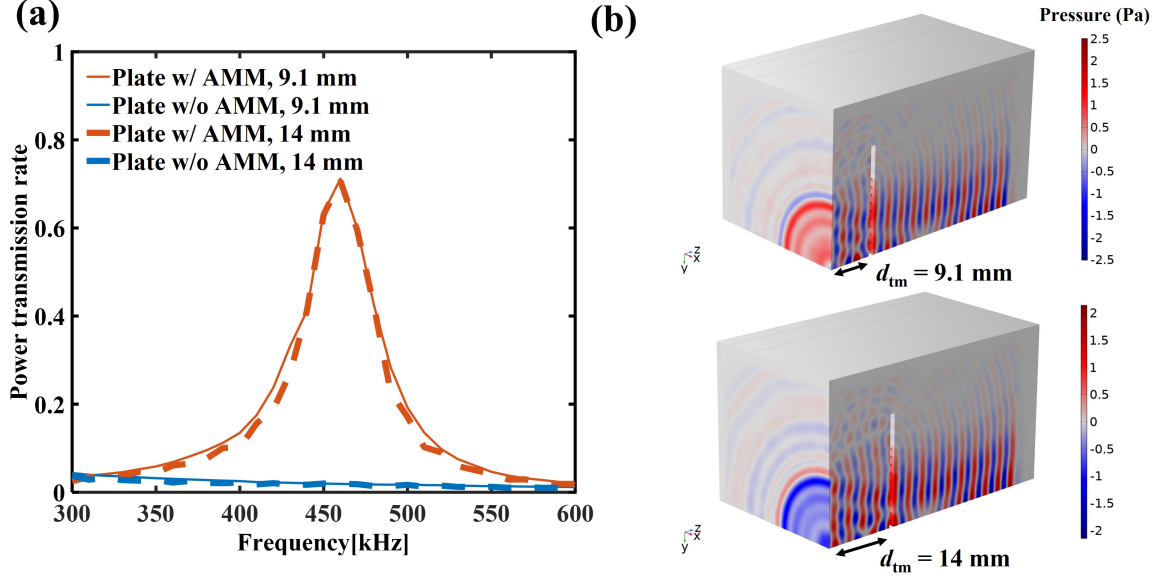 (a)
1
0.8
0.6
0.4
0.2
0
Power transmission rate
Plate w/ AMM, 9.1 mm
Plate w/o AMM, 9.1 mm
Plate w/ AMM, 14 mm
Plate w/o AMM, 14 mm
300 350 400 450 500 550 600
Frequency[kHz]
(b)
Pressure (Pa)
2.5
2
1.5
1
0.5
0
-0.5
-1
-1.5
-2
-2.5
z
x
y
dtm = 9.1 mm
2
1.5
1
0.5
0
-0.5
-1
-1.5
-2
z
x
y
dtm = 14 mm